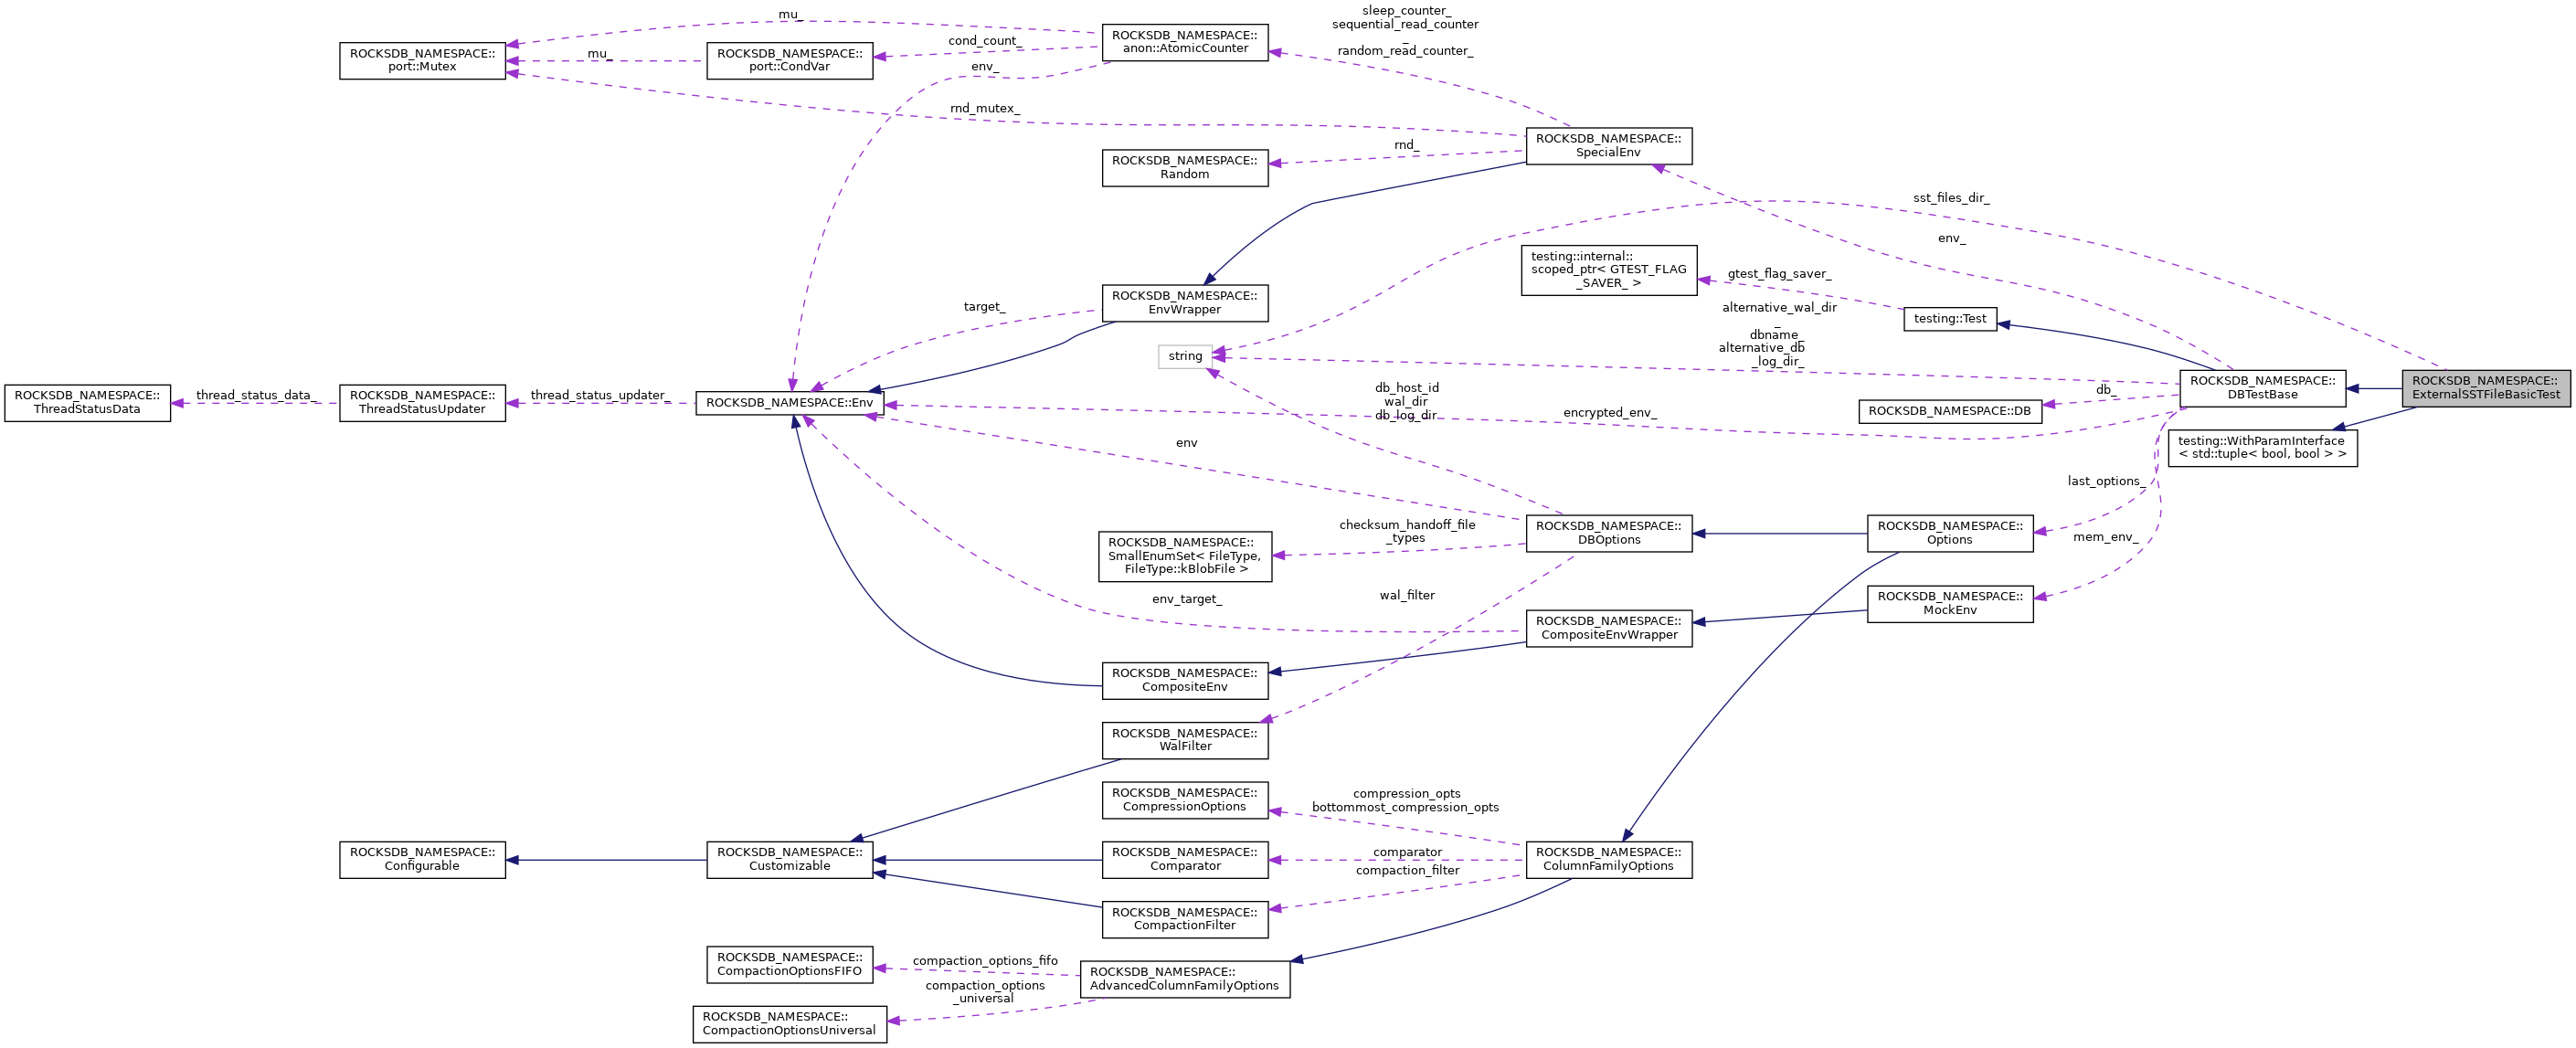 mu_
ROCKSDB_NAMESPACE::
port::Mutex
mu_
ROCKSDB_NAMESPACE::
port::CondVar
cond_count_
env_
ROCKSDB_NAMESPACE::
anon::AtomicCounter
sleep_counter_
sequential_read_counter
_
random_read_counter_
rnd_mutex_
ROCKSDB_NAMESPACE::
Random
rnd_
ROCKSDB_NAMESPACE::
SpecialEnv
sst_files_dir_
env_
testing::internal::
scoped_ptr< GTEST_FLAG
_SAVER_ >
gtest_flag_saver_
testing::Test
target_
ROCKSDB_NAMESPACE::
EnvWrapper
string
alternative_wal_dir
_
dbname_
alternative_db
_log_dir_
ROCKSDB_NAMESPACE::
ThreadStatusData
thread_status_data_
ROCKSDB_NAMESPACE::
ThreadStatusUpdater
thread_status_updater_
ROCKSDB_NAMESPACE::Env
db_host_id
wal_dir
db_log_dir
encrypted_env_
ROCKSDB_NAMESPACE::DB
db_
ROCKSDB_NAMESPACE::
DBTestBase
ROCKSDB_NAMESPACE::
ExternalSSTFileBasicTest
testing::WithParamInterface
< std::tuple< bool, bool > >
env
last_options_
mem_env_
ROCKSDB_NAMESPACE::
SmallEnumSet< FileType,
FileType::kBlobFile >
checksum_handoff_file
_types
ROCKSDB_NAMESPACE::
DBOptions
ROCKSDB_NAMESPACE::
Options
env_target_
wal_filter
ROCKSDB_NAMESPACE::
CompositeEnvWrapper
ROCKSDB_NAMESPACE::
MockEnv
ROCKSDB_NAMESPACE::
CompositeEnv
ROCKSDB_NAMESPACE::
WalFilter
ROCKSDB_NAMESPACE::
CompressionOptions
compression_opts
bottommost_compression_opts
ROCKSDB_NAMESPACE::
Configurable
ROCKSDB_NAMESPACE::
Customizable
ROCKSDB_NAMESPACE::
Comparator
comparator
compaction_filter
ROCKSDB_NAMESPACE::
ColumnFamilyOptions
ROCKSDB_NAMESPACE::
CompactionFilter
ROCKSDB_NAMESPACE::
CompactionOptionsFIFO
compaction_options_fifo
compaction_options
_universal
ROCKSDB_NAMESPACE::
AdvancedColumnFamilyOptions
ROCKSDB_NAMESPACE::
CompactionOptionsUniversal